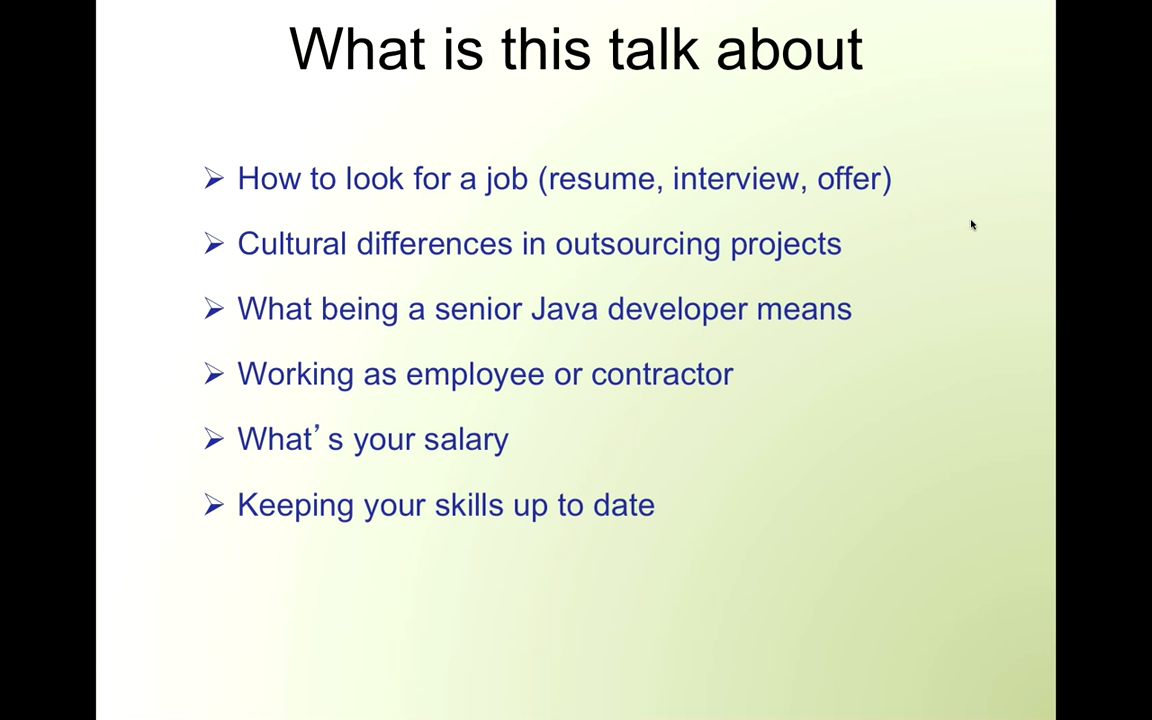 What is this talk about
➢ How to look for a job (resume, interview, offer)
➢ Cultural differences in outsourcing projects
➢ What being a senior Java developer means
➢ Working as employee or contractor
➢ What’s your salary
➢ Keeping your skills up to date